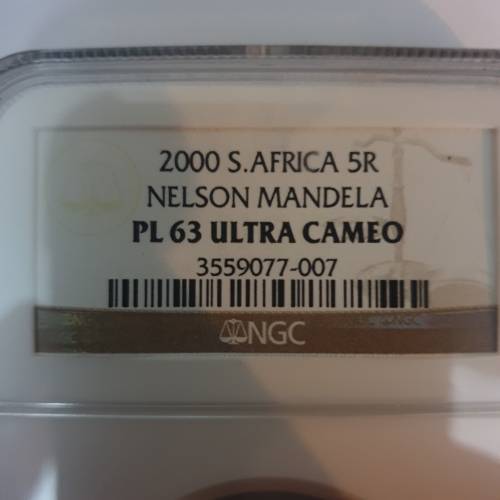 2000 S.AFRICA 5R
NELSON MANDELA
PL 63 ULTRA CAMEO
3559077-007
NGC